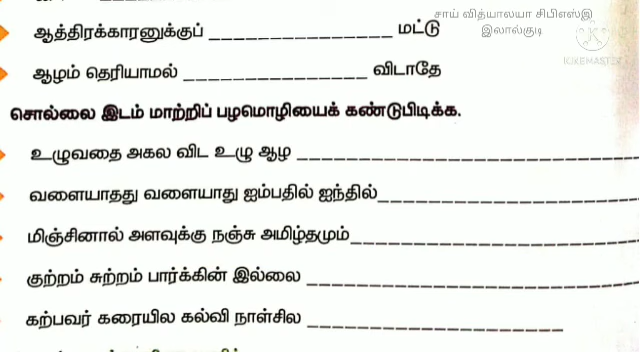 சாய் வித்யாலயா சிபிஎஸ்இ
இலால்குடி
KINEMASTER
ஆத்திரக்காரனுக்குப் ________________ மட்டு
ஆழம் தெரியாமல் ________________ விடாதே
சொல்லை இடம் மாற்றிப் பழமொழியைக் கண்டுபிடிக்க.
உழுவதை அகல விட உழு ஆழ ________________
வளையாதது வளையாது ஐம்பதில் ஐந்தில்________________
மிஞ்சினால் அளவுக்கு நஞ்சு அமிழ்தமும்________________
குற்றம் சுற்றம் பார்க்கின் இல்லை ________________
கற்பவர் கரையில கல்வி நாள்சில ________________